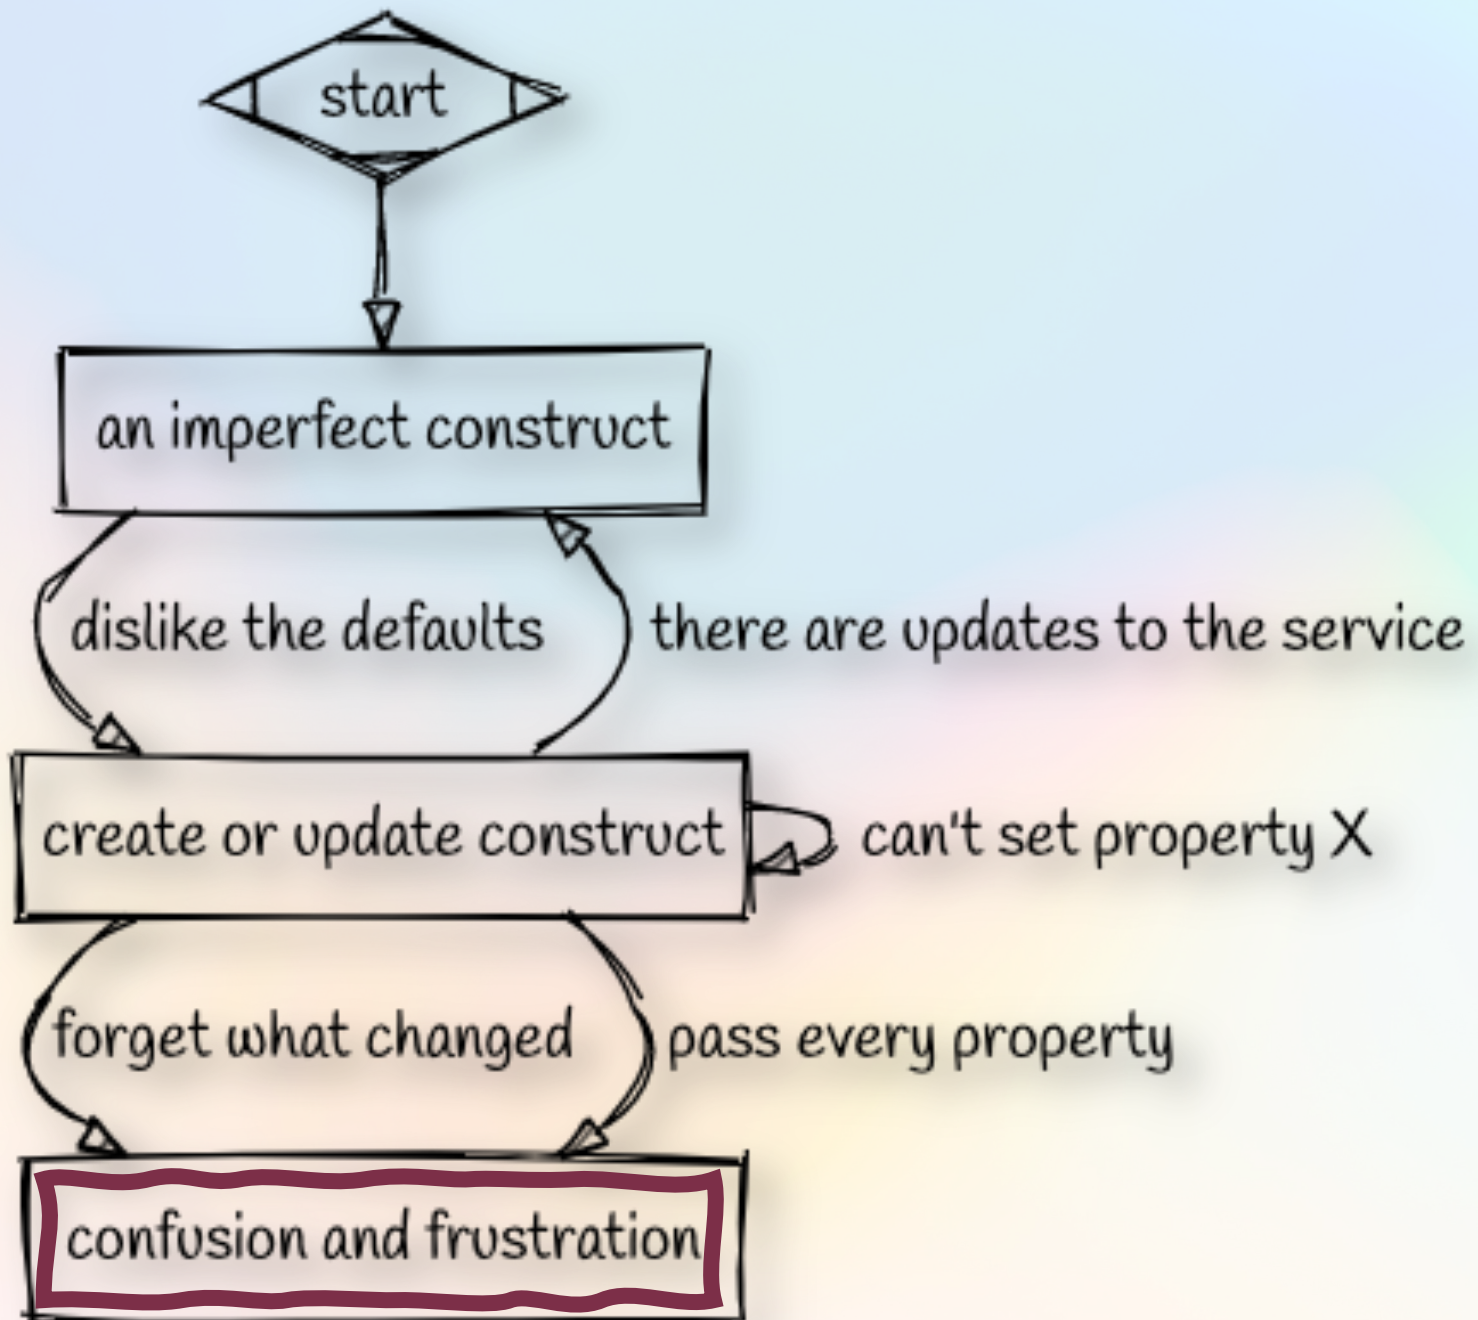 start
an imperfect construct
dislike the defaults
there are updates to the service
create or update construct
can't set property X
forget what changed
pass every property
confusion and frustration